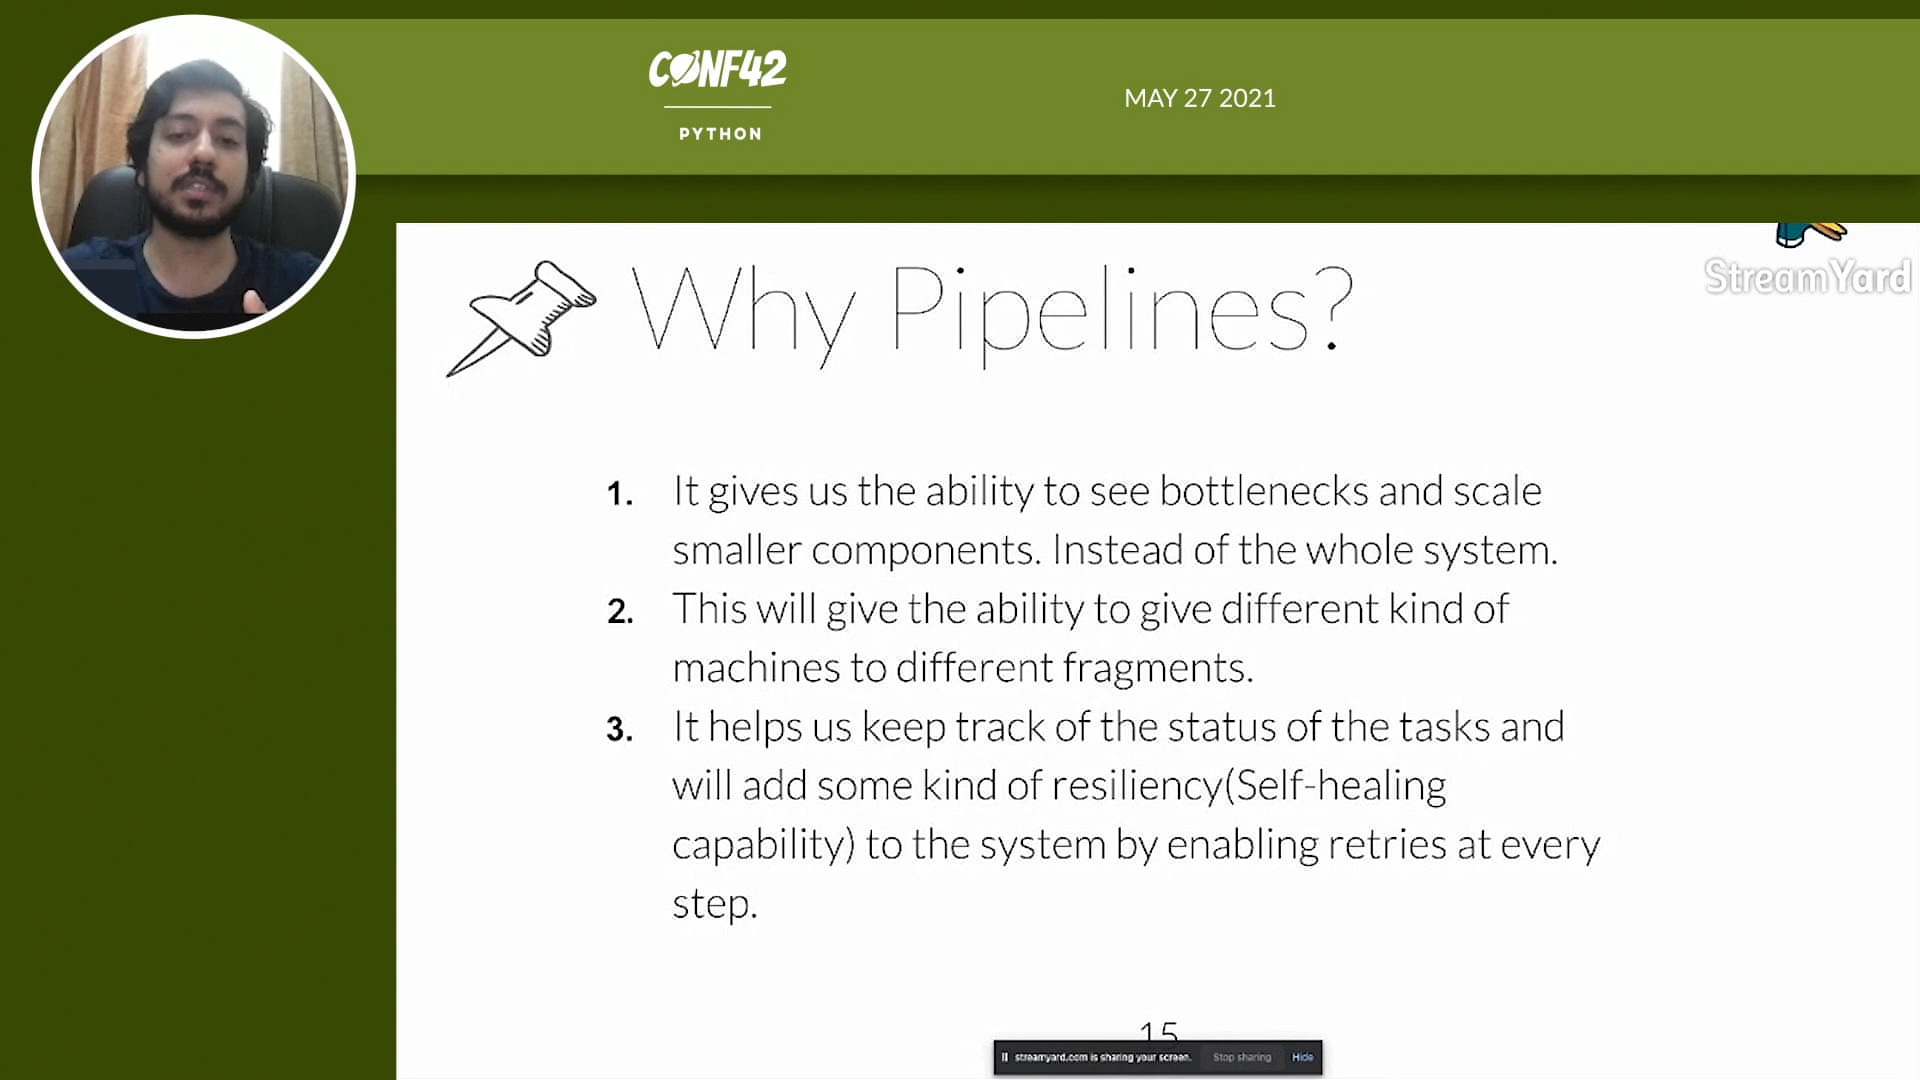 CONF42
PYTHON
MAY 27 2021
StreamYard
Why Pipelines?
1. It gives us the ability to see bottlenecks and scale
smaller components. Instead of the whole system.
2. This will give the ability to give different kind of
machines to different fragments.
3. It helps us keep track of the status of the tasks and
will add some kind of resiliency(Self-healing
capability) to the system by enabling retries at every
step.
15
streamyard.com is sharing your screen. Stop sharing Hide